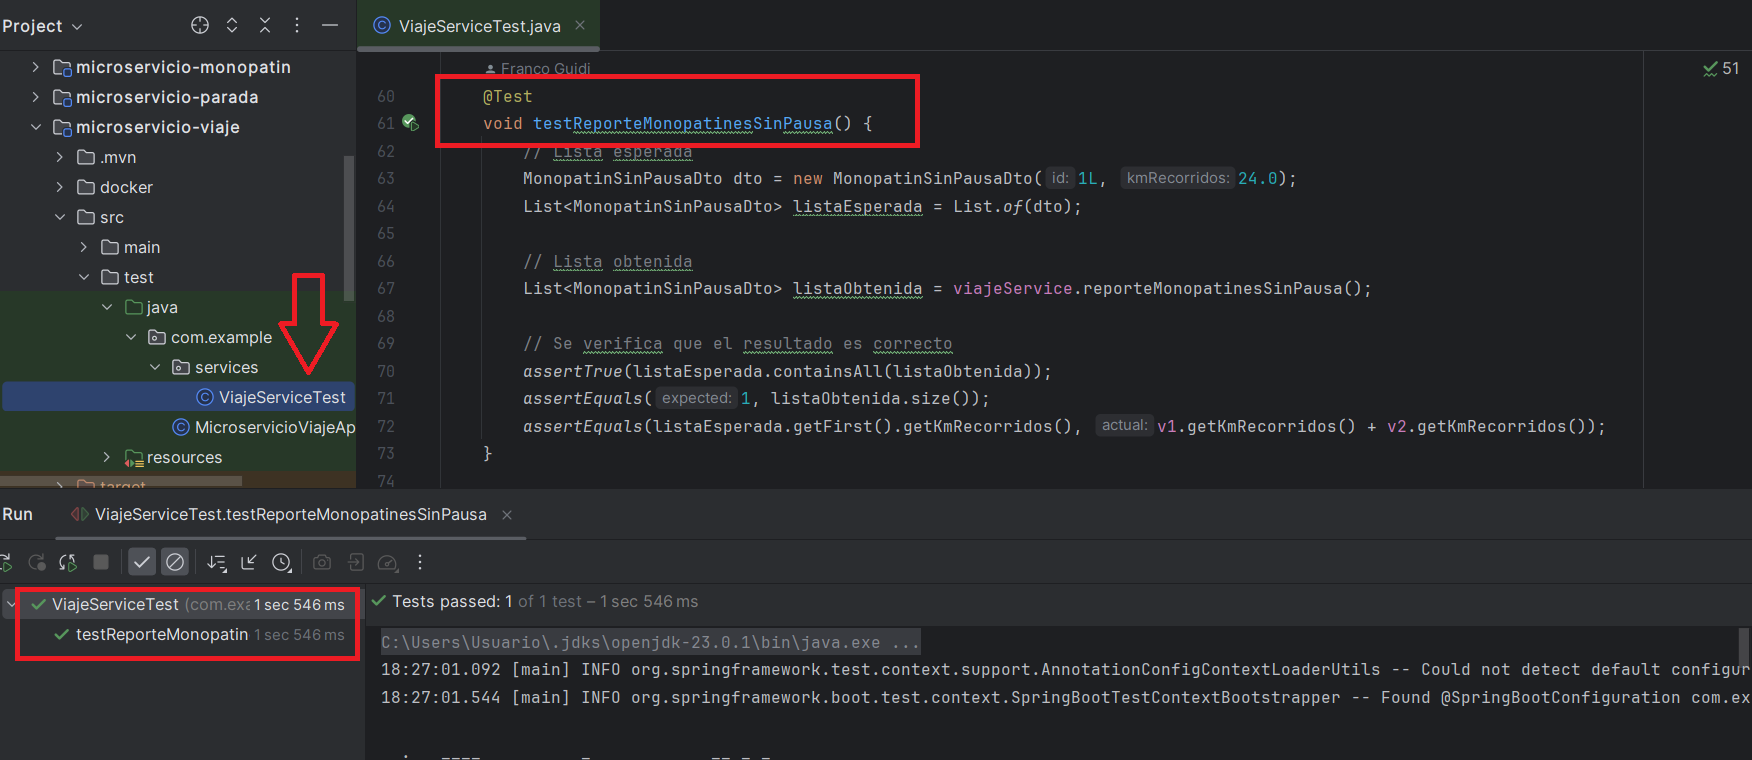 Project
ViajeServiceTest.java
microservicio-monopatin
microservicio-parada
microservicio-viaje
.mvn
docker
src
main
test
java
com.example
services
ViajeServiceTest
MicroservicioViajeAp
resources
target
Franco Guidi
51
60 @Test
61 void testReporteMonopatinesSinPausa() {
62 // Lista esperada
63 MonopatinSinPausaDto dto = new MonopatinSinPausaDto( id: 1L, kmRecorridos: 24.0);
64 List<MonopatinSinPausaDto> listaEsperada = List.of(dto);
65
66 // Lista obtenida
67 List<MonopatinSinPausaDto> listaObtenida = viajeService.reporteMonopatinesSinPausa();
68
69 // Se verifica que el resultado es correcto
70 assertTrue(listaEsperada.containsAll(listaObtenida));
71 assertEquals( expected: 1, listaObtenida.size());
72 assertEquals(listaEsperada.getFirst().getKmRecorridos(), actual: v1.getKmRecorridos() + v2.getKmRecorridos());
73 }
74
Run ViajeServiceTest.testReporteMonopatinesSinPausa
ViajeServiceTest (com.exa 1 sec 546 ms
testReporteMonopatin 1 sec 546 ms
Tests passed: 1 of 1 test – 1 sec 546 ms
C:\Users\Usuario\.jdks\openjdk-23.0.1\bin\java.exe ...
18:27:01.092 [main] INFO org.springframework.test.context.support.AnnotationConfigContextLoaderUtils -- Could not detect default configur
18:27:01.544 [main] INFO org.springframework.boot.test.context.SpringBootTestContextBootstrapper -- Found @SpringBootConfiguration com.ex